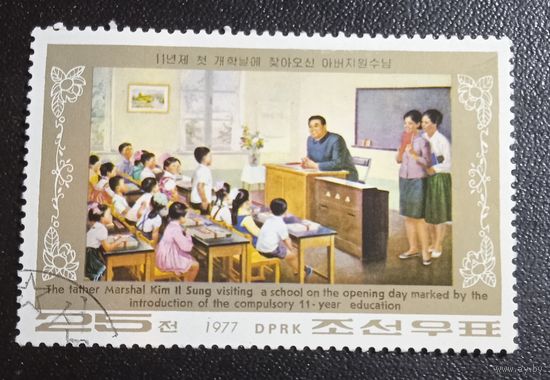 11년제 첫 개학날에 찾아오신 아버지원수님
The father Marshal Kim Il Sung visiting a school on the opening day marked by the
introduction of the compulsory 11-year education
25전 1977 DPRK 조선우표